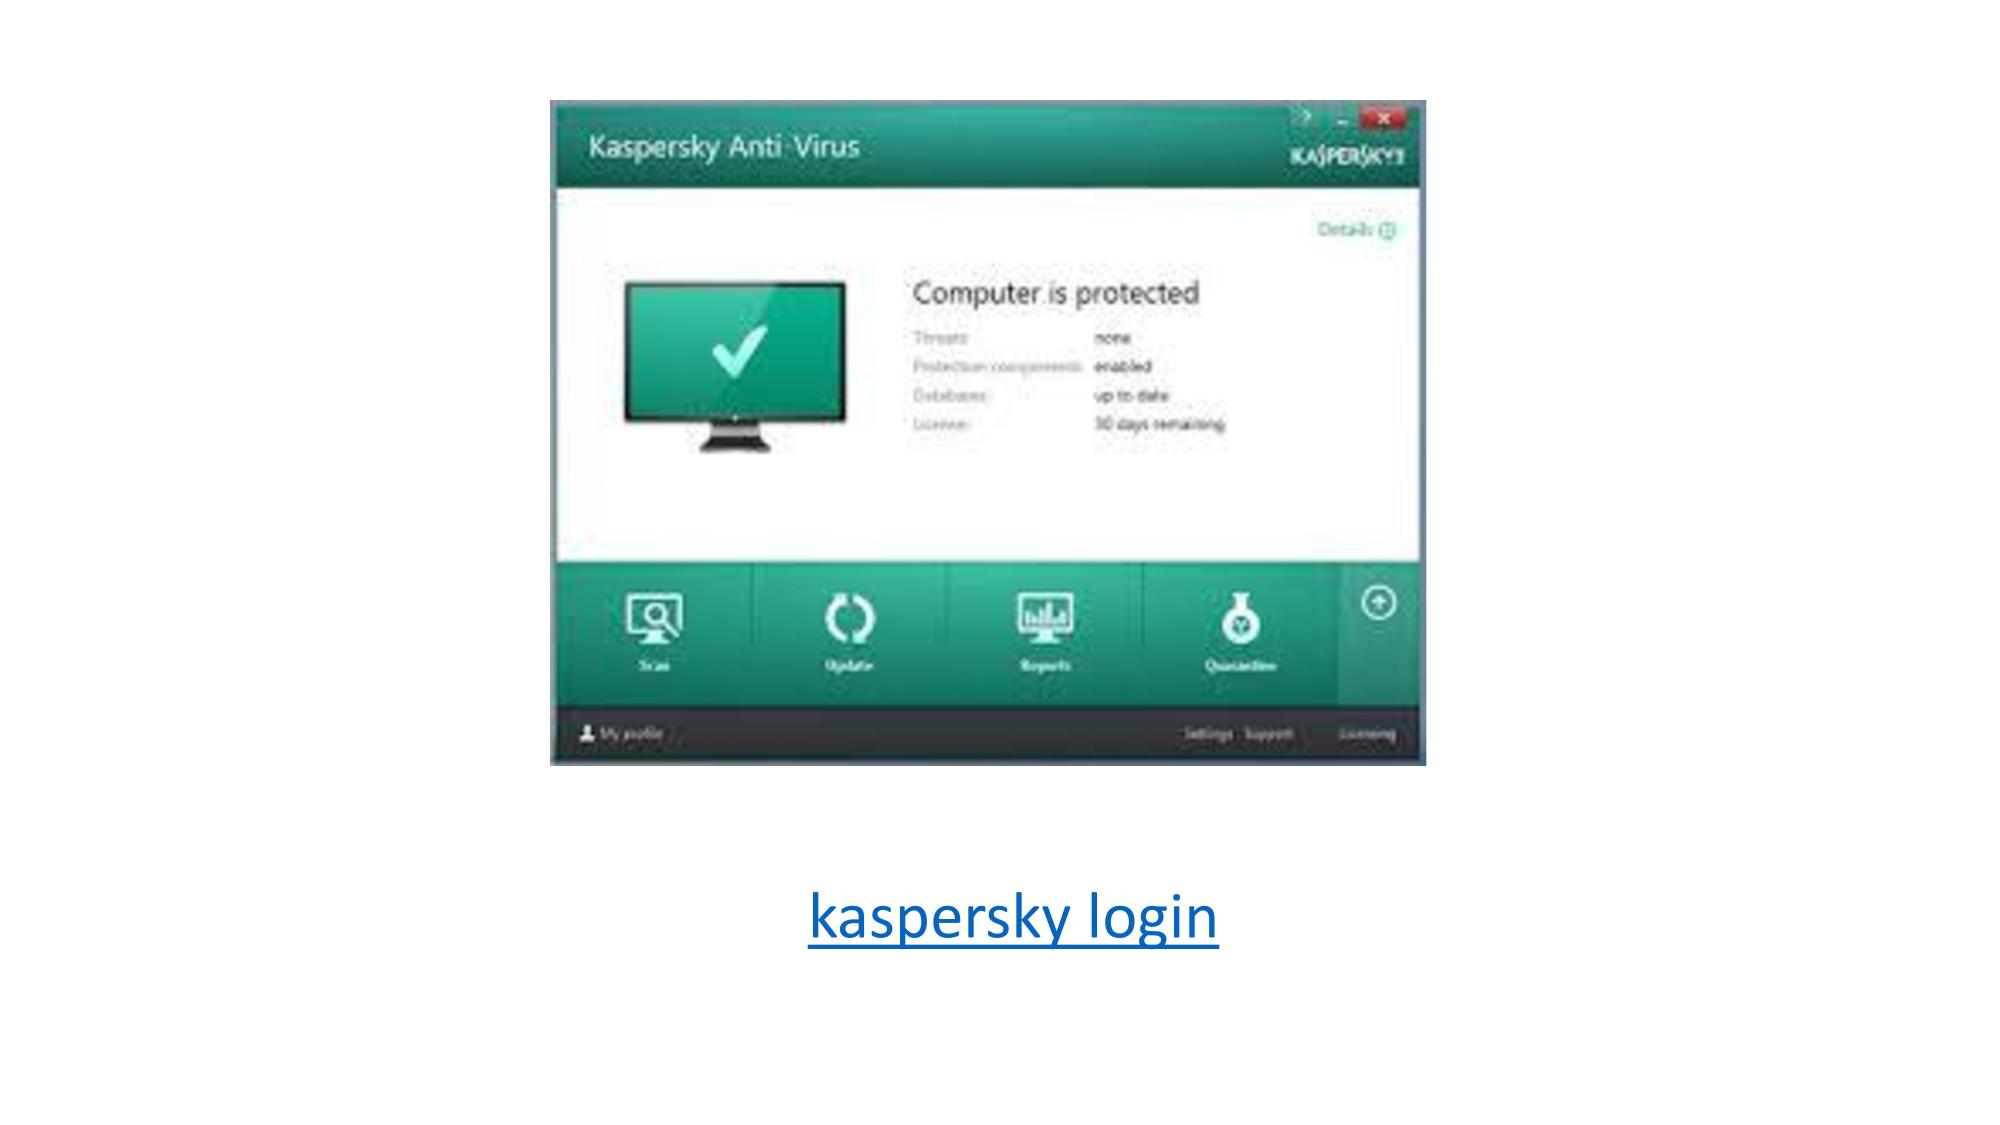 Kaspersky Anti-Virus
KASPERSKY
Details
Computer is protected
Threats: none
Protection components: enabled
Databases: up to date
License: 30 days remaining
Scan Update Reports Quarantine
My profile Settings Support Licensing
kaspersky login